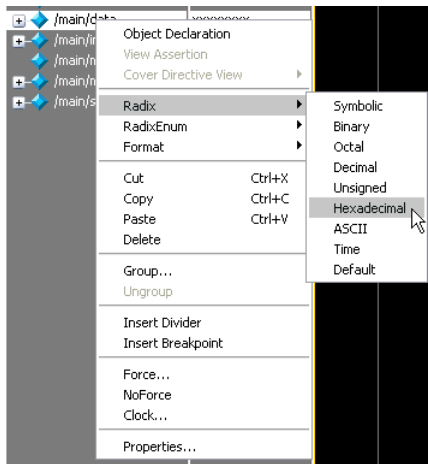 /main/data xxxxxxxx
/main/i
/main/n
/main/n
/main/s
Object Declaration
View Assertion
Cover Directive View
Radix
RadixEnum
Format
Cut Ctrl+X
Copy Ctrl+C
Paste Ctrl+V
Delete
Group...
Ungroup
Insert Divider
Insert Breakpoint
Force...
NoForce
Clock...
Properties...
Symbolic
Binary
Octal
Decimal
Unsigned
Hexadecimal
ASCII
Time
Default